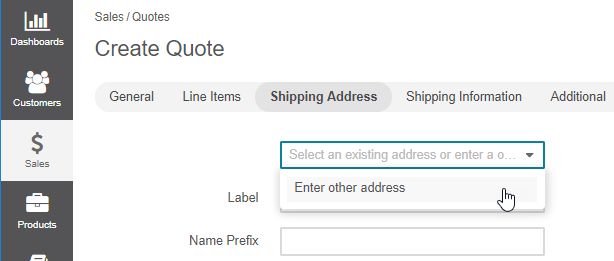 Dashboards
Customers
Sales
Products
Sales / Quotes
Create Quote
General Line Items Shipping Address Shipping Information Additional
Select an existing address or enter a o...
Enter other address
Label
Name Prefix